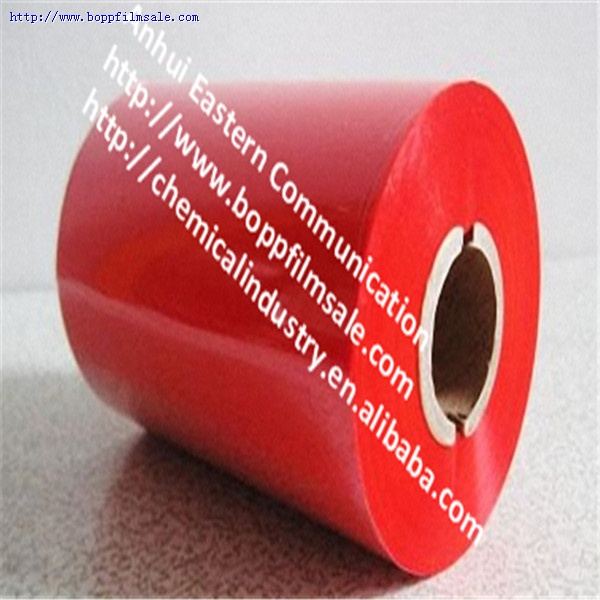 http://www.boppfilmsale.com
Anhui Eastern Communication
http://www.boppfilmsale.com
http://chemicalindustry.en.alibaba.com